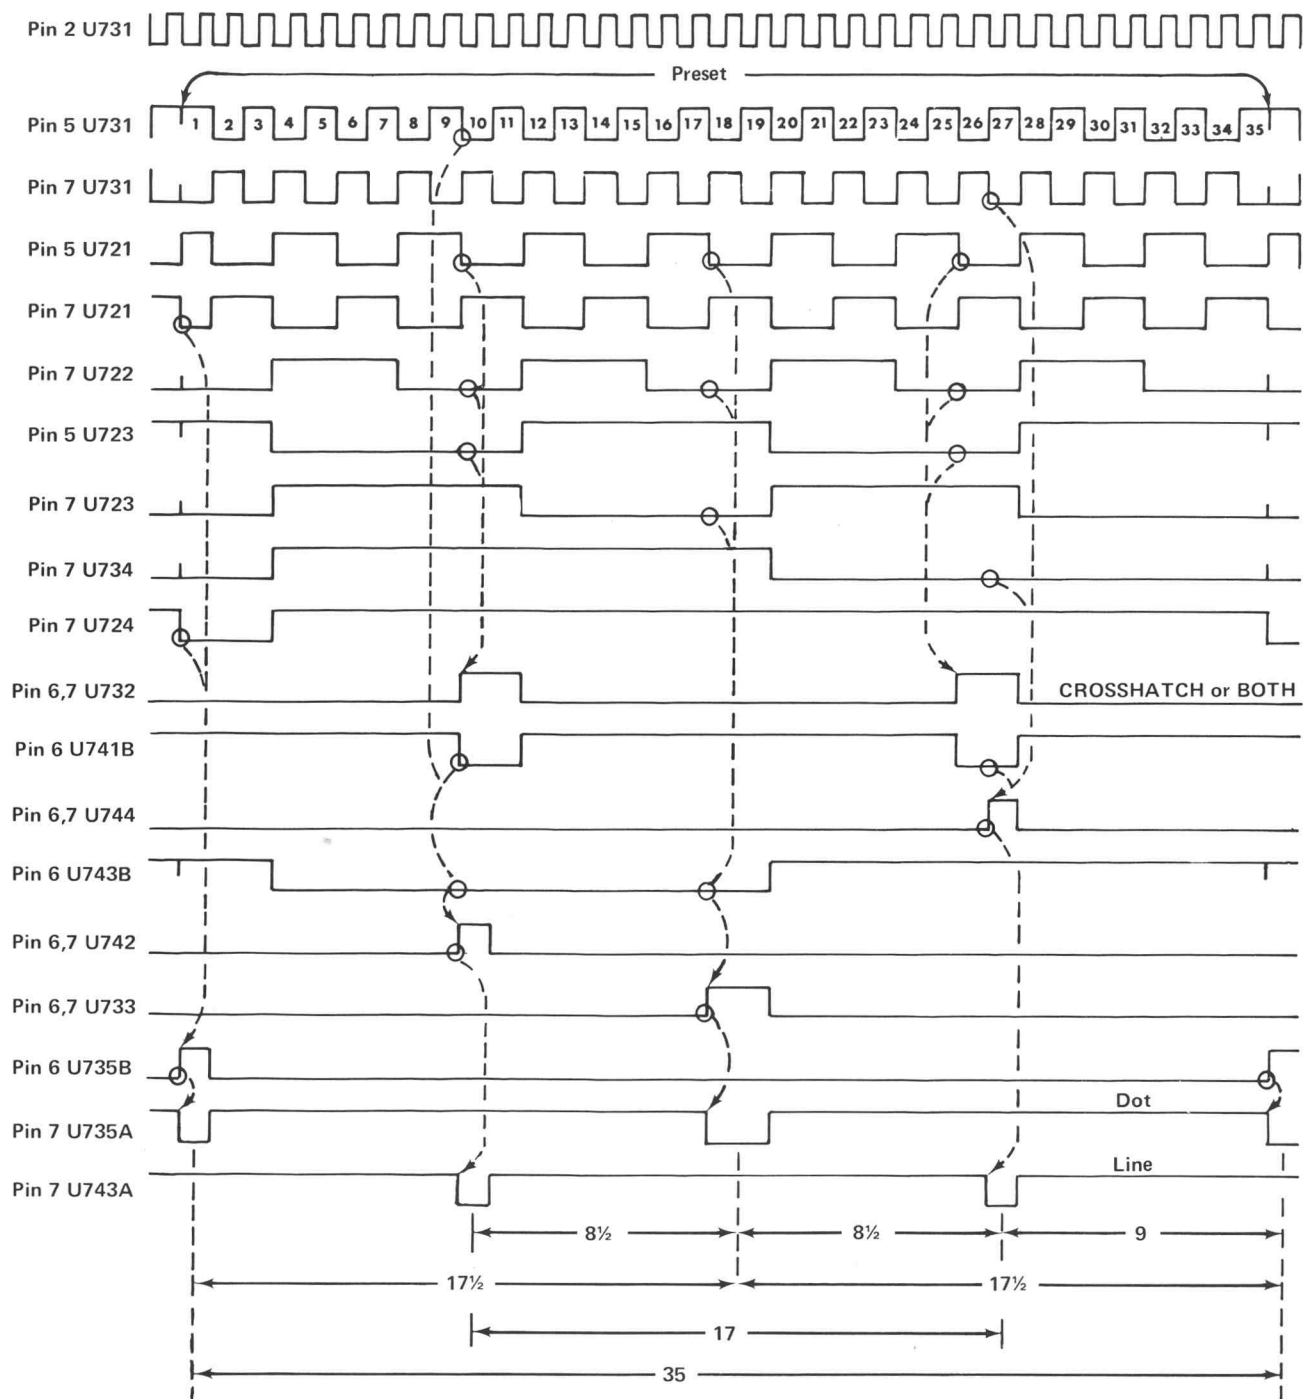 Pin 2 U731
Preset
Pin 5 U731 1 2 3 4 5 6 7 8 9 10 11 12 13 14 15 16 17 18 19 20 21 22 23 24 25 26 27 28 29 30 31 32 33 34 35
Pin 7 U731
Pin 5 U721
Pin 7 U721
Pin 7 U722
Pin 5 U723
Pin 7 U723
Pin 7 U734
Pin 7 U724
Pin 6,7 U732 CROSSHATCH or BOTH
Pin 6 U741B
Pin 6,7 U744
Pin 6 U743B
Pin 6,7 U742
Pin 6,7 U733
Pin 6 U735B
Dot
Pin 7 U735A
Line
Pin 7 U743A
8½ 8½ 9
17½ 17½
17
35